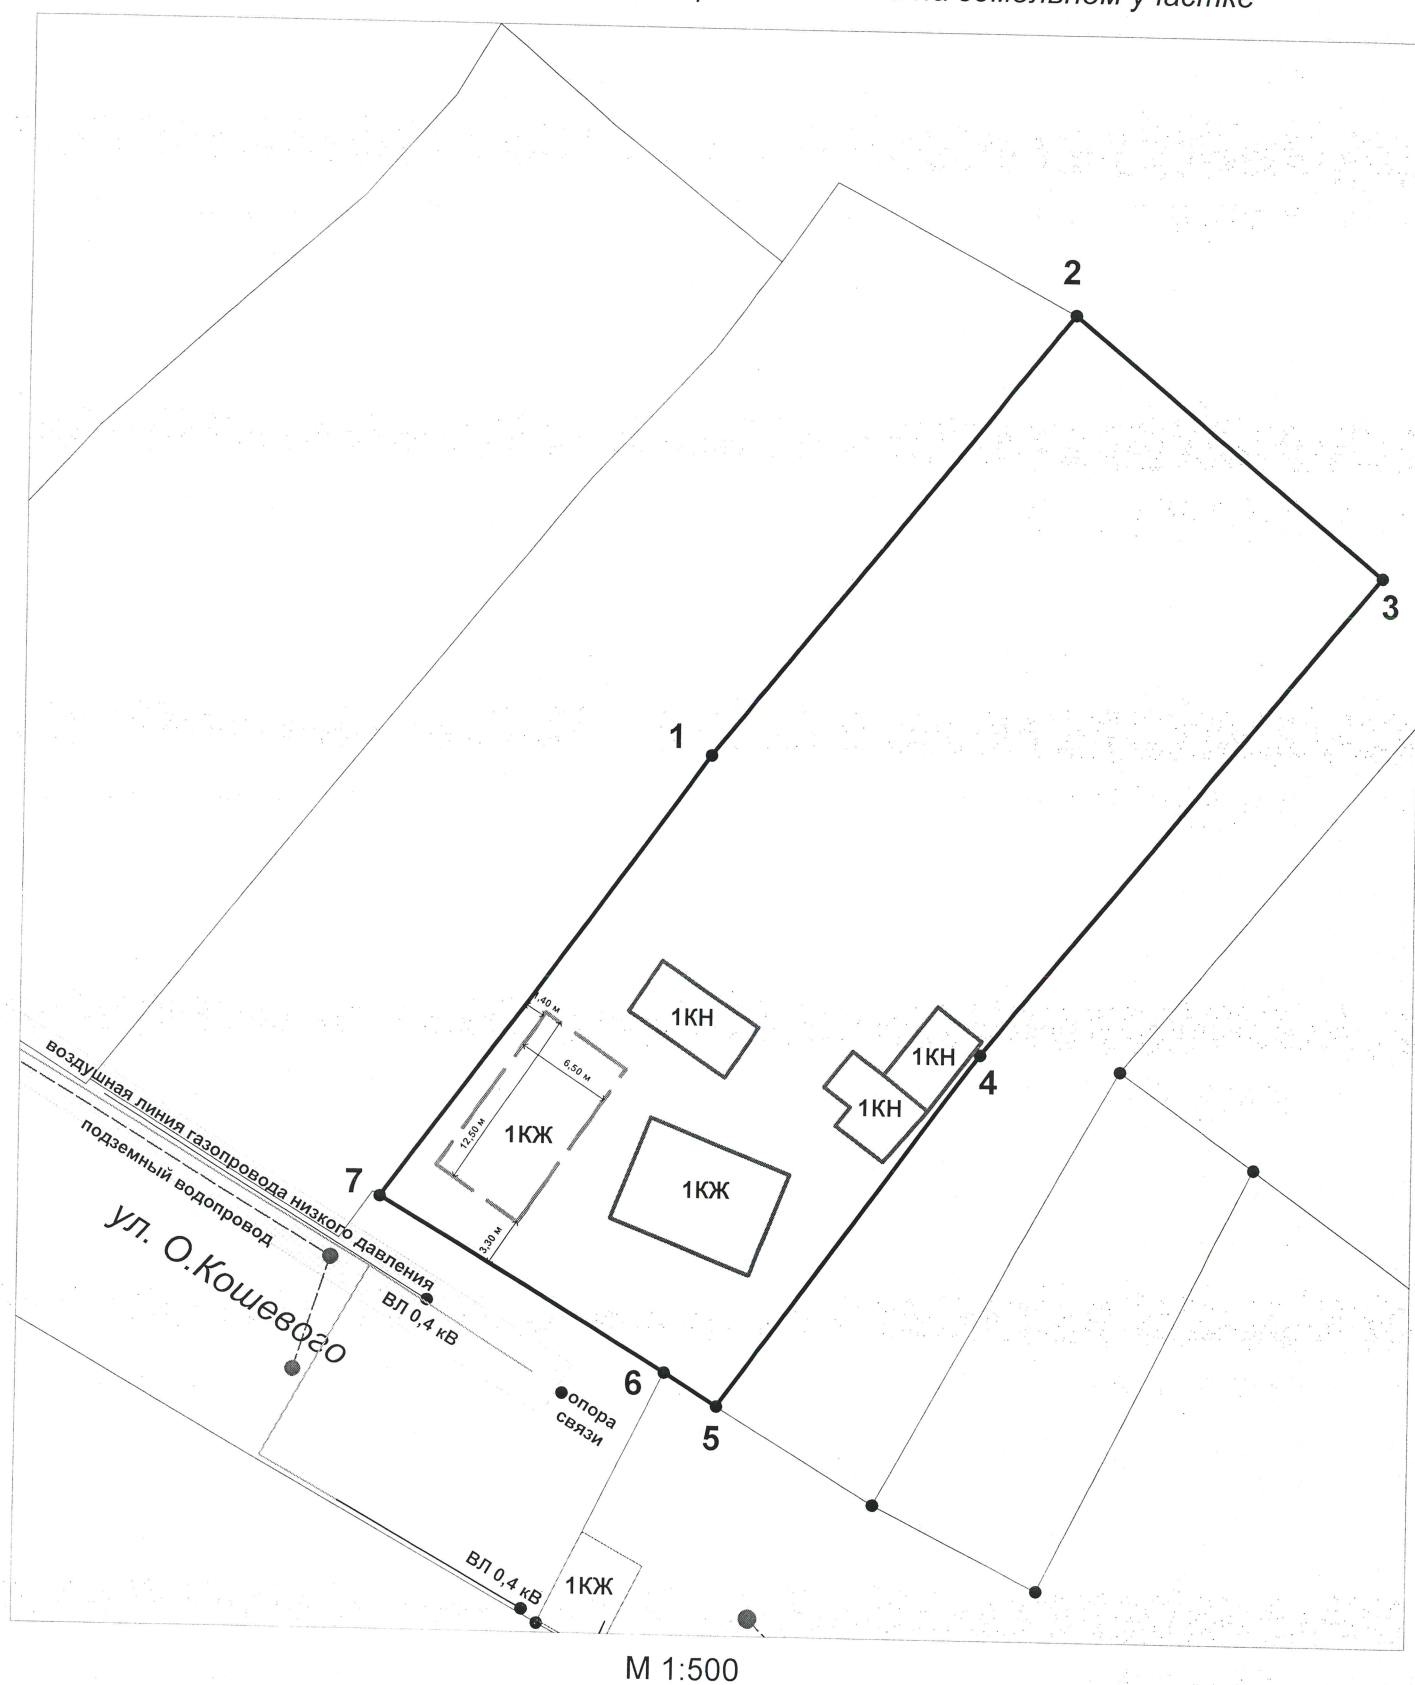 на земельном участке
2
3
1
1,40 м
1КН
6,50 м
1КН
4
1КН
12,50 м
1КЖ
1КЖ
7
3,30 м
воздушная линия газопровода низкого давления
подземный водопровод
ул. О.Кошевого
ВЛ 0,4 кВ
6
опора
связи
5
ВЛ 0,4 кВ
1КЖ
М 1:500